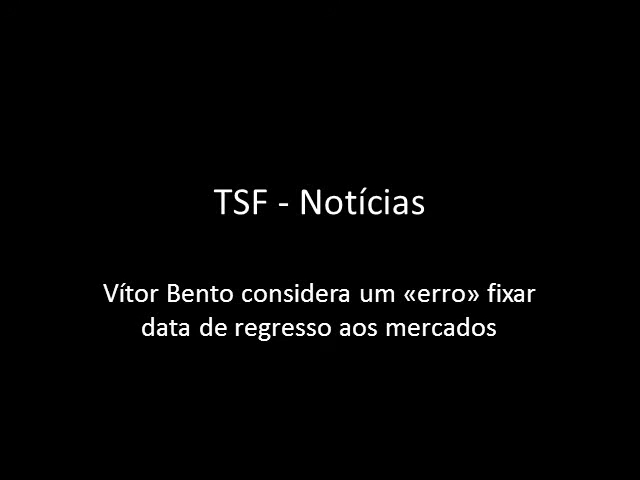 TSF - Notícias
Vítor Bento considera um «erro» fixar
data de regresso aos mercados